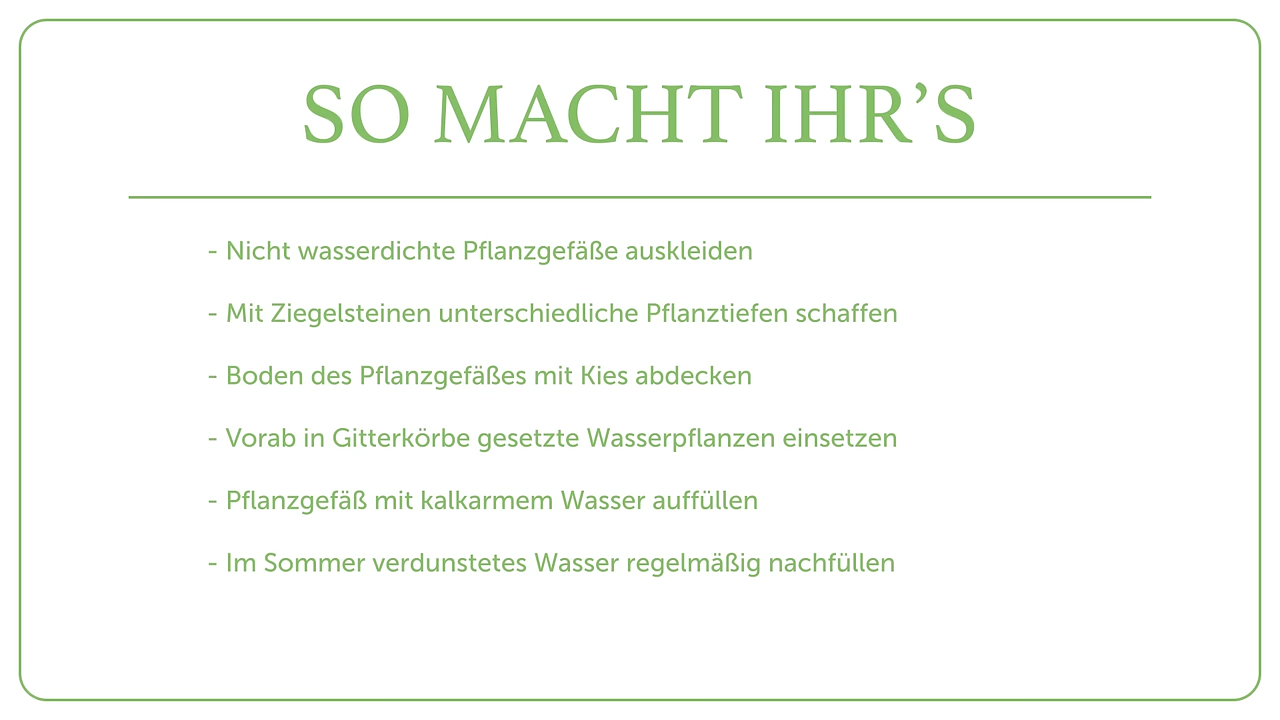 SO MACHT IHR’S
- Nicht wasserdichte Pflanzgefäße auskleiden
- Mit Ziegelsteinen unterschiedliche Pflanztiefen schaffen
- Boden des Pflanzgefäßes mit Kies abdecken
- Vorab in Gitterkörbe gesetzte Wasserpflanzen einsetzen
- Pflanzgefäß mit kalkarmem Wasser auffüllen
- Im Sommer verdunstetes Wasser regelmäßig nachfüllen